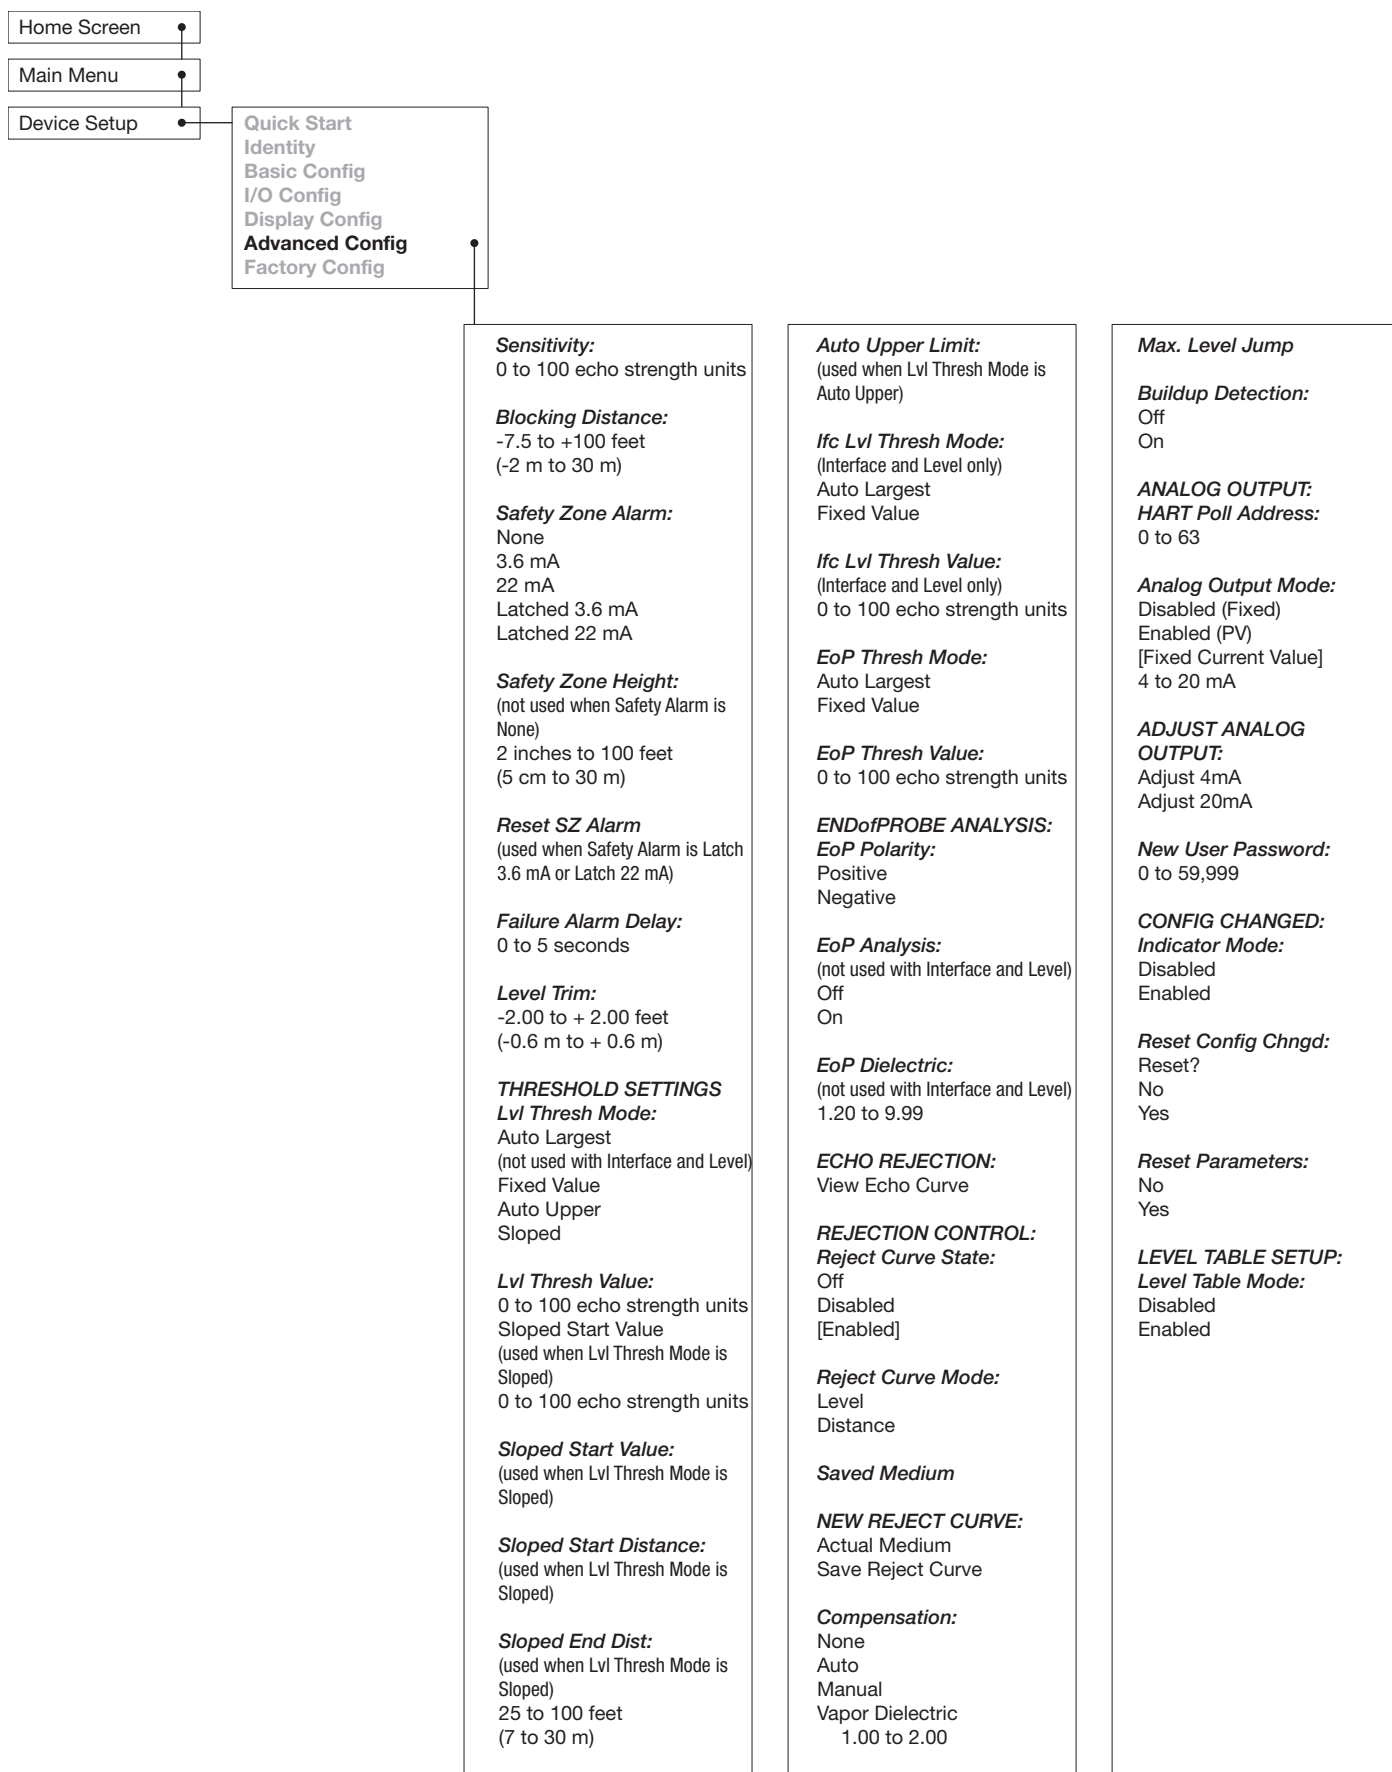 Home Screen
Main Menu
Device Setup
Quick Start
Identity
Basic Config
I/O Config
Display Config
Advanced Config
Factory Config
Sensitivity:
0 to 100 echo strength units
Blocking Distance:
-7.5 to +100 feet
(-2 m to 30 m)
Safety Zone Alarm:
None
3.6 mA
22 mA
Latched 3.6 mA
Latched 22 mA
Safety Zone Height:
(not used when Safety Alarm is
None)
2 inches to 100 feet
(5 cm to 30 m)
Reset SZ Alarm
(used when Safety Alarm is Latch
3.6 mA or Latch 22 mA)
Failure Alarm Delay:
0 to 5 seconds
Level Trim:
-2.00 to + 2.00 feet
(-0.6 m to + 0.6 m)
THRESHOLD SETTINGS
Lvl Thresh Mode:
Auto Largest
(not used with Interface and Level)
Fixed Value
Auto Upper
Sloped
Lvl Thresh Value:
0 to 100 echo strength units
Sloped Start Value
(used when Lvl Thresh Mode is
Sloped)
0 to 100 echo strength units
Sloped Start Value:
(used when Lvl Thresh Mode is
Sloped)
Sloped Start Distance:
(used when Lvl Thresh Mode is
Sloped)
Sloped End Dist:
(used when Lvl Thresh Mode is
Sloped)
25 to 100 feet
(7 to 30 m)
Auto Upper Limit:
(used when Lvl Thresh Mode is
Auto Upper)
Ifc Lvl Thresh Mode:
(Interface and Level only)
Auto Largest
Fixed Value
Ifc Lvl Thresh Value:
(Interface and Level only)
0 to 100 echo strength units
EoP Thresh Mode:
Auto Largest
Fixed Value
EoP Thresh Value:
0 to 100 echo strength units
ENDofPROBE ANALYSIS:
EoP Polarity:
Positive
Negative
EoP Analysis:
(not used with Interface and Level)
Off
On
EoP Dielectric:
(not used with Interface and Level)
1.20 to 9.99
ECHO REJECTION:
View Echo Curve
REJECTION CONTROL:
Reject Curve State:
Off
Disabled
[Enabled]
Reject Curve Mode:
Level
Distance
Saved Medium
NEW REJECT CURVE:
Actual Medium
Save Reject Curve
Compensation:
None
Auto
Manual
Vapor Dielectric
1.00 to 2.00
Max. Level Jump
Buildup Detection:
Off
On
ANALOG OUTPUT:
HART Poll Address:
0 to 63
Analog Output Mode:
Disabled (Fixed)
Enabled (PV)
[Fixed Current Value]
4 to 20 mA
ADJUST ANALOG
OUTPUT:
Adjust 4mA
Adjust 20mA
New User Password:
0 to 59,999
CONFIG CHANGED:
Indicator Mode:
Disabled
Enabled
Reset Config Chngd:
Reset?
No
Yes
Reset Parameters:
No
Yes
LEVEL TABLE SETUP:
Level Table Mode:
Disabled
Enabled